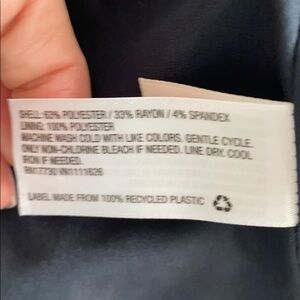 SHELL: 63% POLYESTER / 33% RAYON / 4% SPANDEX
LINING: 100% POLYESTER
MACHINE WASH COLD WITH LIKE COLORS. GENTLE CYCLE.
ONLY NON-CHLORINE BLEACH IF NEEDED. LINE DRY. COOL
IRON IF NEEDED.
RN17730 VN1111626
LABEL MADE FROM 100% RECYCLED PLASTIC